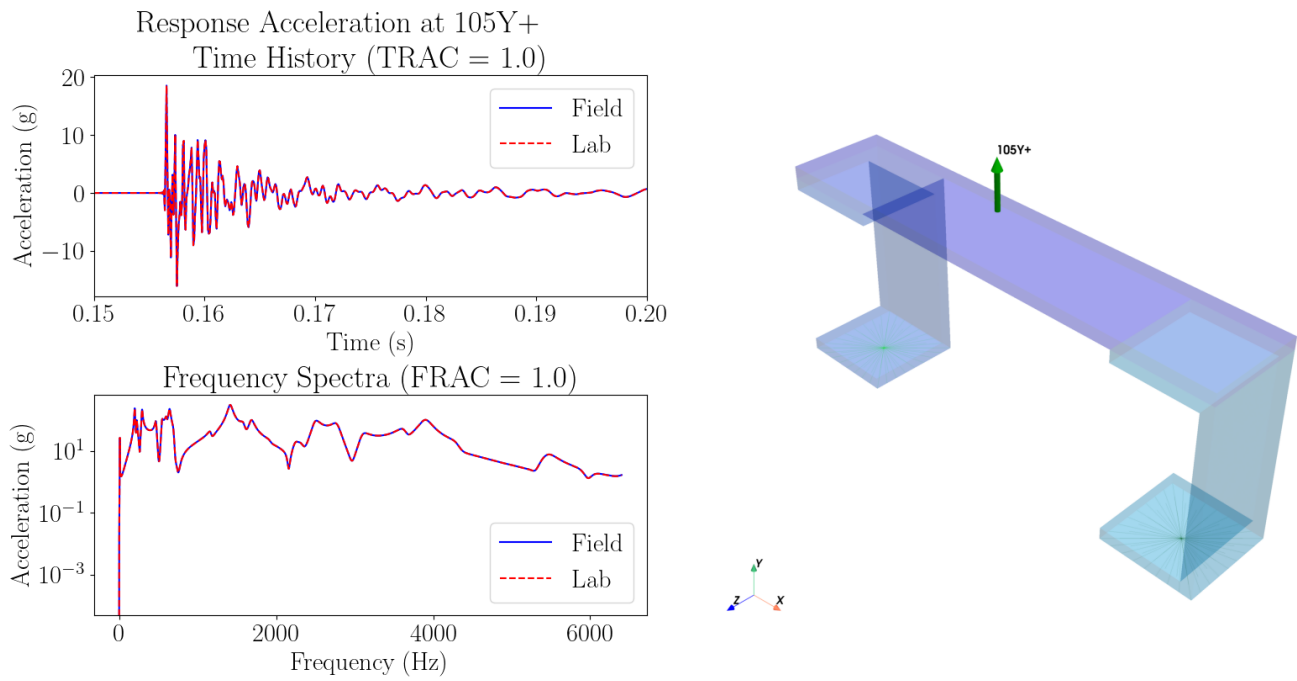 Response Acceleration at 105Y+
Time History (TRAC = 1.0)
20
10
0
−10
Acceleration (g)
Field
Lab
0.15 0.16 0.17 0.18 0.19 0.20
Time (s)
Frequency Spectra (FRAC = 1.0)
10^1
10^−1
10^−3
Acceleration (g)
Field
Lab
0 2000 4000 6000
Frequency (Hz)
105Y+
Y
Z X